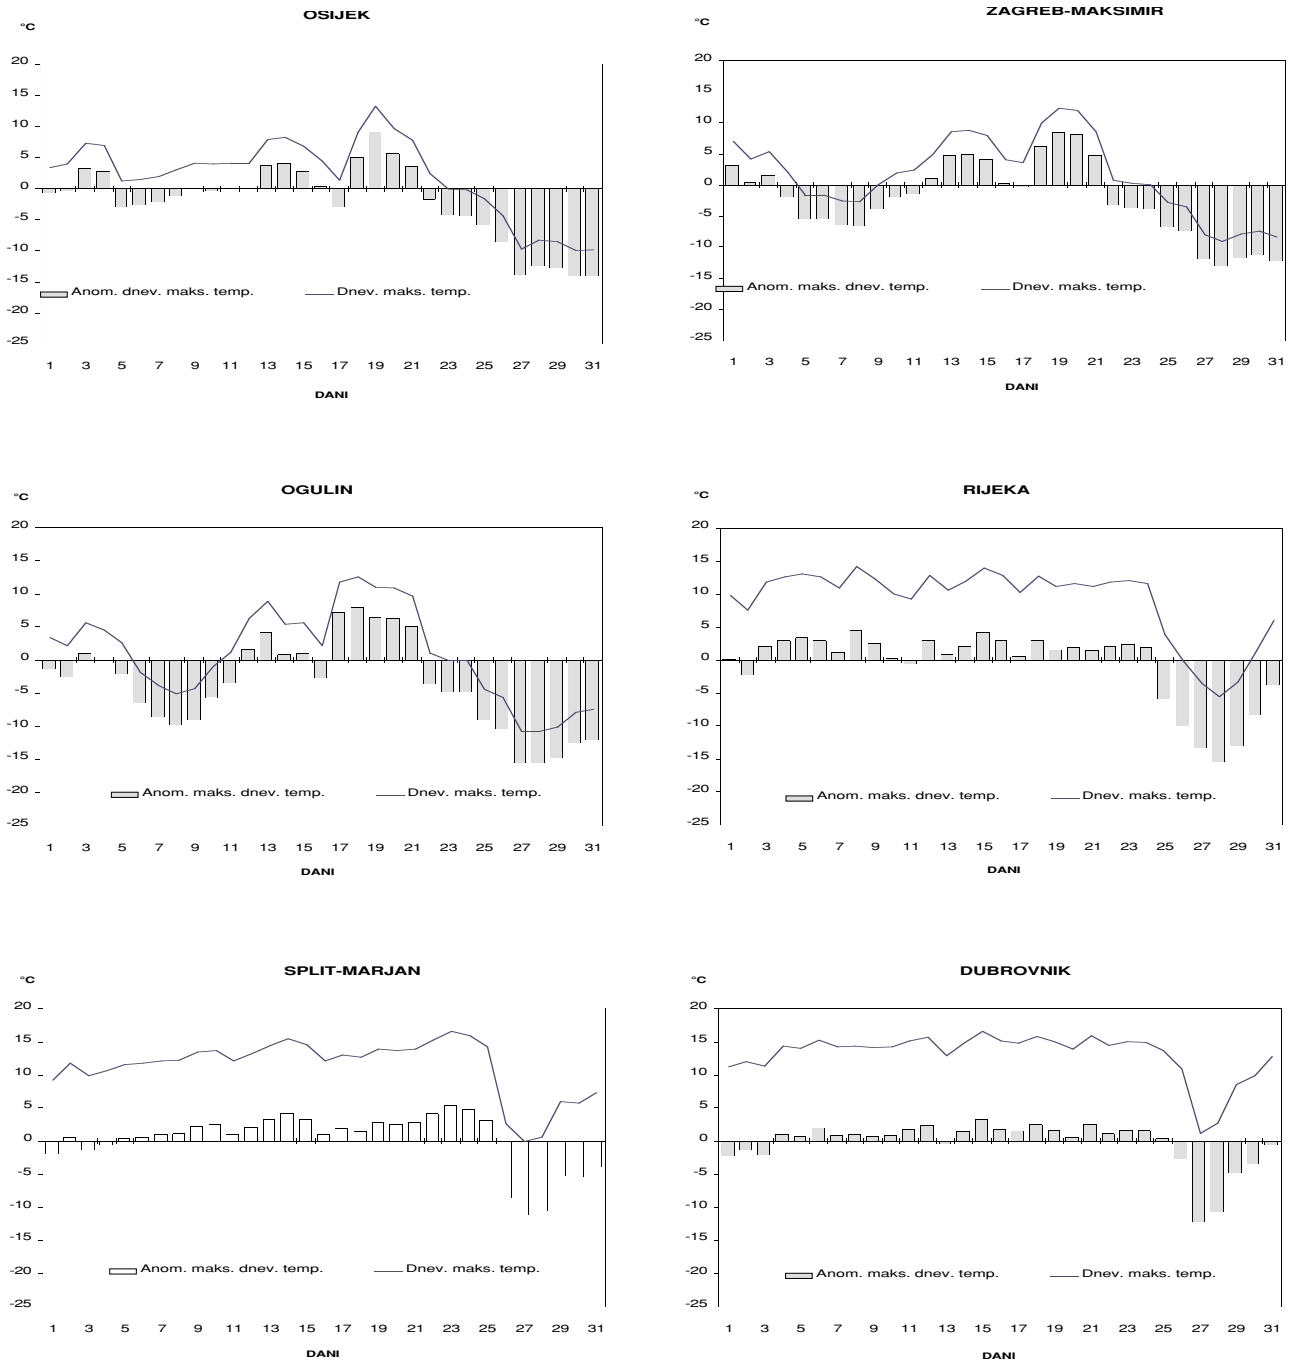 OSIJEK
°C
20
15
10
5
0
-5
-10
-15
-20
-25
Anom. dnev. maks. temp. Dnev. maks. temp.
1 3 5 7 9 11 13 15 17 19 21 23 25 27 29 31
DANI
ZAGREB-MAKSIMIR
°C
20
15
10
5
0
-5
-10
-15
-20
-25
Anom. maks. dnev. temp. Dnev. maks. temp.
1 3 5 7 9 11 13 15 17 19 21 23 25 27 29 31
DANI
OGULIN
°C
20
15
10
5
0
-5
-10
-15
-20
-25
Anom. maks. dnev. temp. Dnev. maks. temp.
1 3 5 7 9 11 13 15 17 19 21 23 25 27 29 31
DANI
RIJEKA
°C
20
15
10
5
0
-5
-10
-15
-20
-25
Anom. maks. dnev. temp. Dnev. maks. temp.
1 3 5 7 9 11 13 15 17 19 21 23 25 27 29 31
DANI
SPLIT-MARJAN
°C
20
15
10
5
0
-5
-10
-15
-20
-25
Anom. maks. dnev. temp. Dnev. maks. temp.
1 3 5 7 9 11 13 15 17 19 21 23 25 27 29 31
DANI
DUBROVNIK
°C
20
15
10
5
0
-5
-10
-15
-20
-25
Anom. maks. dnev. temp. Dnev. maks. temp.
1 3 5 7 9 11 13 15 17 19 21 23 25 27 29 31
DANI